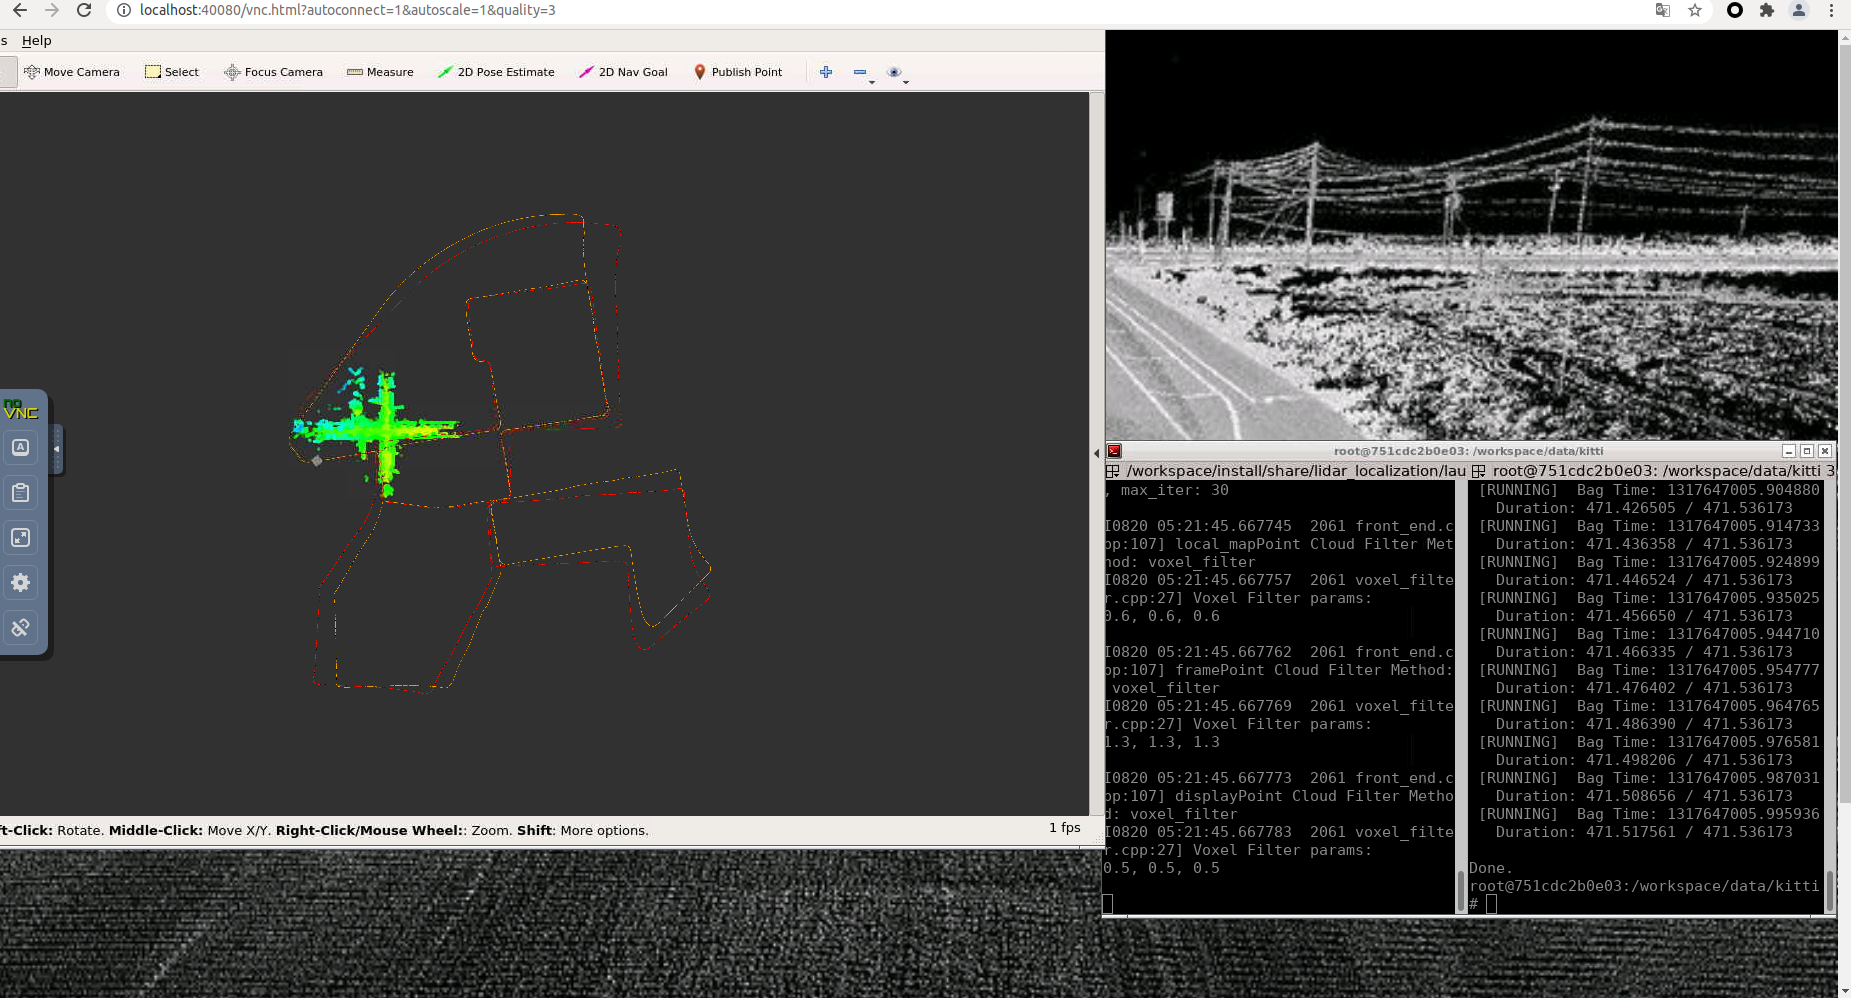 localhost:40080/vnc.html?autoconnect=1&autoscale=1&quality=3
s Help
Move Camera Select Focus Camera Measure 2D Pose Estimate 2D Nav Goal Publish Point
no
VNC
A
ft-Click: Rotate. Middle-Click: Move X/Y. Right-Click/Mouse Wheel:: Zoom. Shift: More options.
1 fps
root@751cdc2b0e03: /workspace/data/kitti
/workspace/install/share/lidar_localization/lau
, max_iter: 30
I0820 05:21:45.667745  2061 front_end.c
pp:107] local_mapPoint Cloud Filter Met
hod: voxel_filter
I0820 05:21:45.667757  2061 voxel_filte
r.cpp:27] Voxel Filter params:
0.6, 0.6, 0.6
I0820 05:21:45.667762  2061 front_end.c
pp:107] framePoint Cloud Filter Method:
voxel_filter
I0820 05:21:45.667769  2061 voxel_filte
r.cpp:27] Voxel Filter params:
1.3, 1.3, 1.3
I0820 05:21:45.667773  2061 front_end.c
pp:107] displayPoint Cloud Filter Metho
d: voxel_filter
I0820 05:21:45.667783  2061 voxel_filte
r.cpp:27] Voxel Filter params:
0.5, 0.5, 0.5
root@751cdc2b0e03: /workspace/data/kitti 3
[RUNNING]  Bag Time: 1317647005.904880
Duration: 471.426505 / 471.536173
[RUNNING]  Bag Time: 1317647005.914733
Duration: 471.436358 / 471.536173
[RUNNING]  Bag Time: 1317647005.924899
Duration: 471.446524 / 471.536173
[RUNNING]  Bag Time: 1317647005.935025
Duration: 471.456650 / 471.536173
[RUNNING]  Bag Time: 1317647005.944710
Duration: 471.466335 / 471.536173
[RUNNING]  Bag Time: 1317647005.954777
Duration: 471.476402 / 471.536173
[RUNNING]  Bag Time: 1317647005.964765
Duration: 471.486390 / 471.536173
[RUNNING]  Bag Time: 1317647005.976581
Duration: 471.498206 / 471.536173
[RUNNING]  Bag Time: 1317647005.987031
Duration: 471.508656 / 471.536173
[RUNNING]  Bag Time: 1317647005.995936
Duration: 471.517561 / 471.536173
Done.
root@751cdc2b0e03:/workspace/data/kitti
#